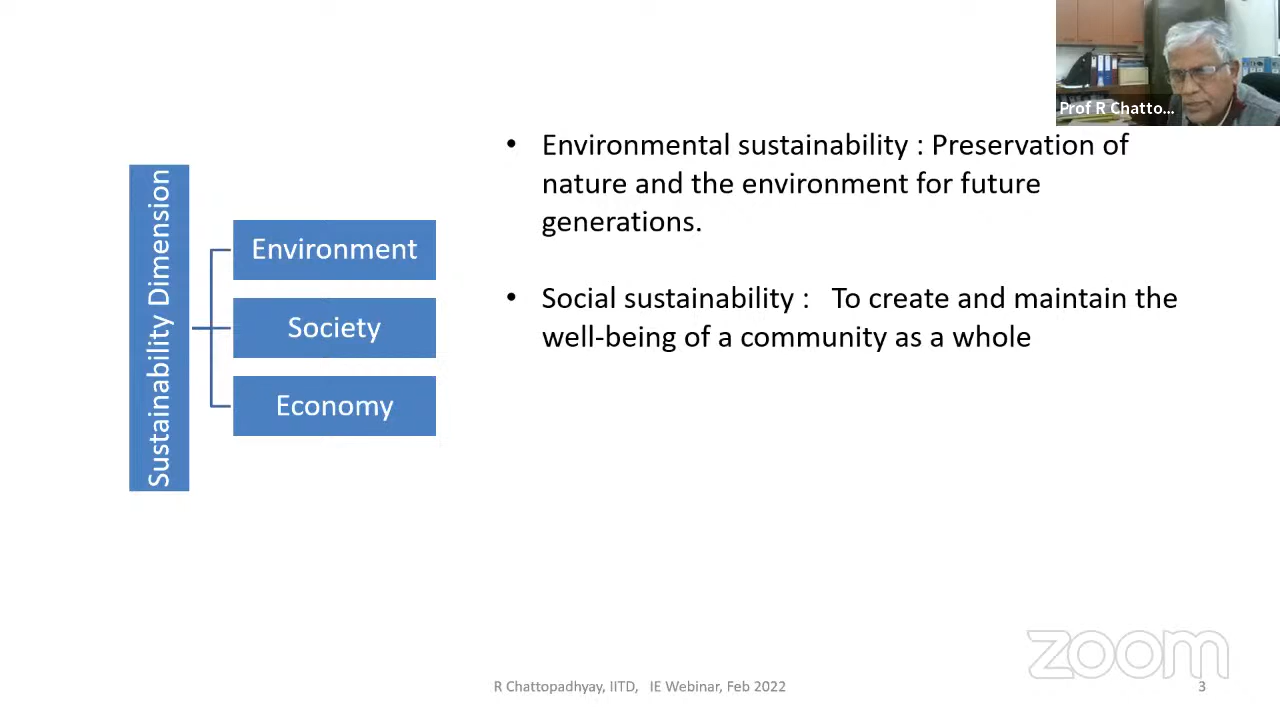 Prof R Chatto...
Sustainability Dimension
Environment
Society
Economy
• Environmental sustainability : Preservation of
nature and the environment for future
generations.
• Social sustainability : To create and maintain the
well-being of a community as a whole
zoom
R Chattopadhyay, IITD, IE Webinar, Feb 2022
3